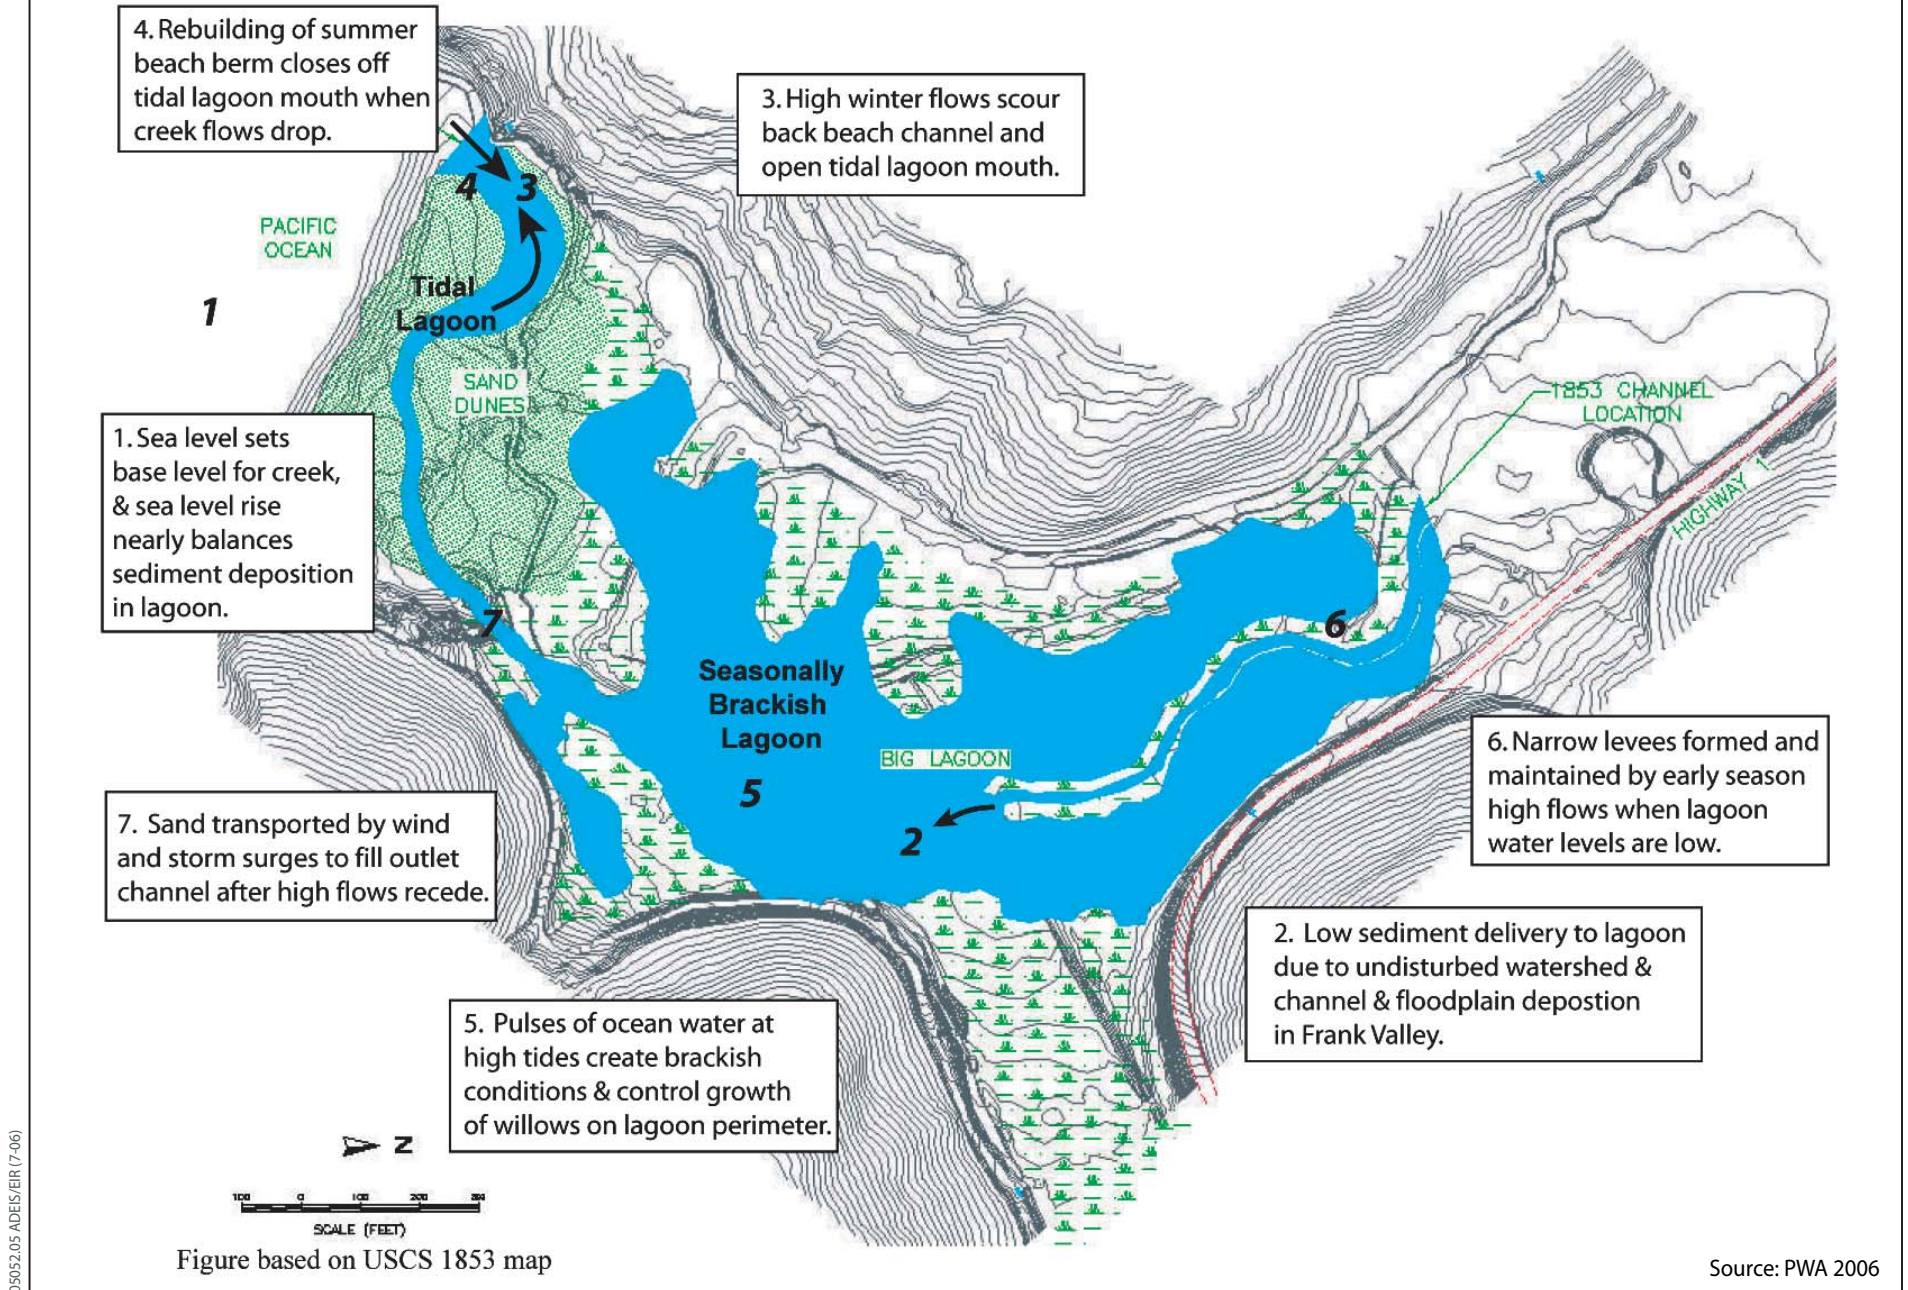 4. Rebuilding of summer
beach berm closes off
tidal lagoon mouth when
creek flows drop.
3. High winter flows scour
back beach channel and
open tidal lagoon mouth.
4
3
PACIFIC
OCEAN
1
Tidal
Lagoon
SAND
DUNES
1853 CHANNEL
LOCATION
HIGHWAY 1
1. Sea level sets
base level for creek,
& sea level rise
nearly balances
sediment deposition
in lagoon.
7
6
Seasonally
Brackish
Lagoon
BIG LAGOON
5
2
6. Narrow levees formed and
maintained by early season
high flows when lagoon
water levels are low.
7. Sand transported by wind
and storm surges to fill outlet
channel after high flows recede.
2. Low sediment delivery to lagoon
due to undisturbed watershed &
channel & floodplain depostion
in Frank Valley.
5. Pulses of ocean water at
high tides create brackish
conditions & control growth
of willows on lagoon perimeter.
Z
100 0 100 200
SCALE (FEET)
Figure based on USCS 1853 map
Source: PWA 2006
05052.05 ADEIS/EIR (7-06)